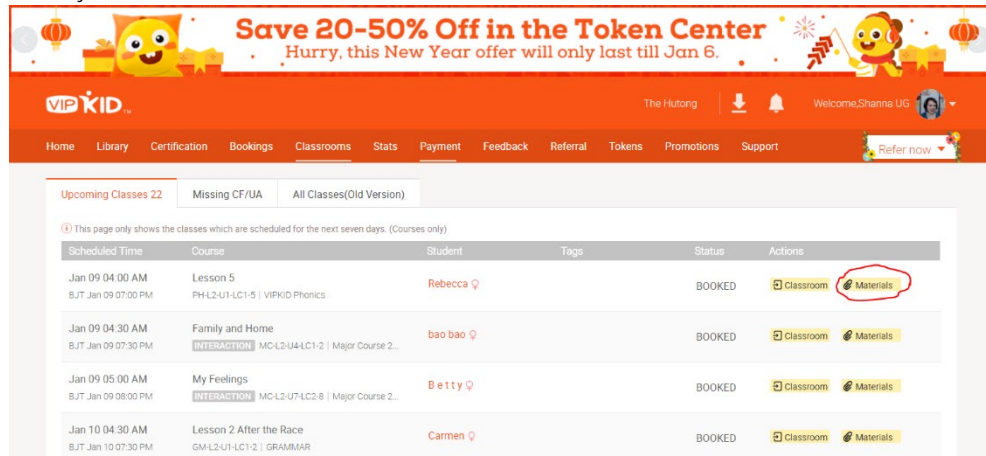 Save 20-50% Off in the Token Center
Hurry, this New Year offer will only last till Jan 6.
VIPKID TM
The Hutong
Welcome,Shanna UG
Home Library Certification Bookings Classrooms Stats Payment Feedback Referral Tokens Promotions Support
Refer now
Upcoming Classes 22 Missing CF/UA All Classes(Old Version)
This page only shows the classes which are scheduled for the next seven days. (Courses only)
Scheduled Time Course Student Tags Status Actions
Jan 09 04:00 AM Lesson 5 Rebecca BOOKED Classroom Materials
BJT Jan 09 07:00 PM PH-L2-U1-LC1-5 | VIPKID Phonics
Jan 09 04:30 AM Family and Home bao bao BOOKED Classroom Materials
BJT Jan 09 07:30 PM INTERACTION MC-L2-U4-LC1-2 | Major Course 2...
Jan 09 05:00 AM My Feelings B e t t y BOOKED Classroom Materials
BJT Jan 09 08:00 PM INTERACTION MC-L2-U7-LC2-8 | Major Course 2...
Jan 10 04:30 AM Lesson 2 After the Race Carmen BOOKED Classroom Materials
BJT Jan 10 07:30 PM GM-L2-U1-LC1-2 | GRAMMAR